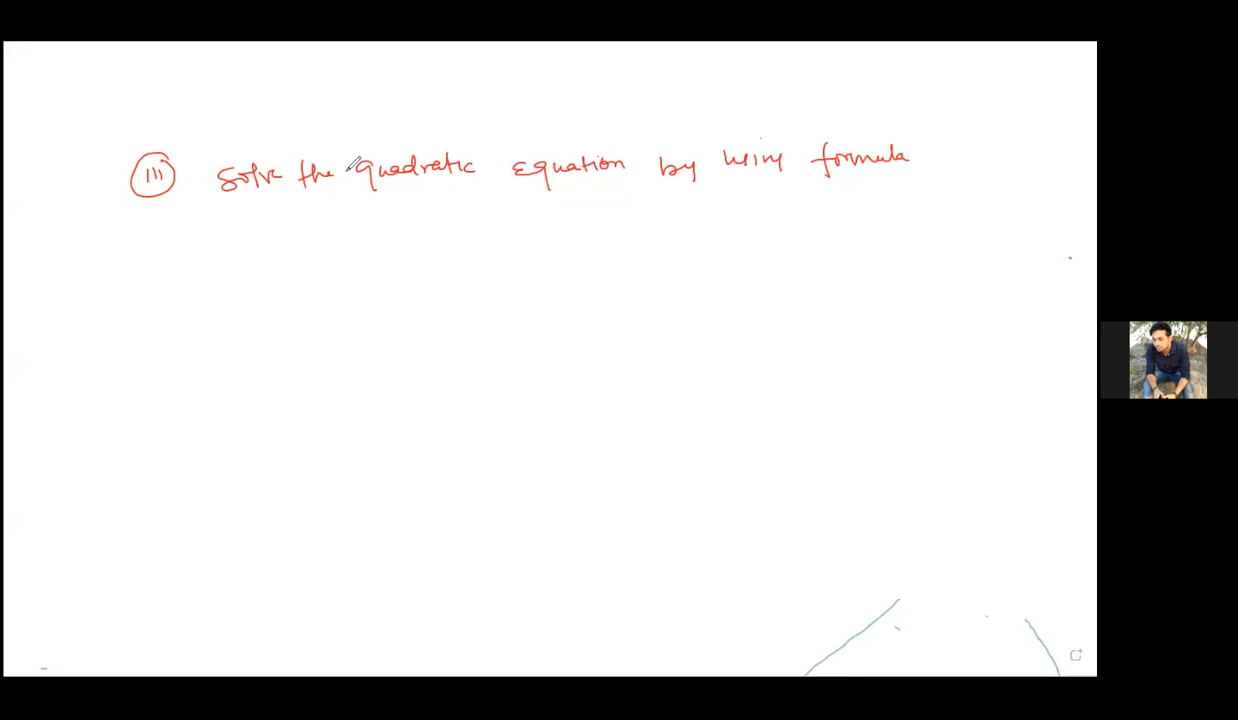 (iii) Solve the quadratic Equation by using formula